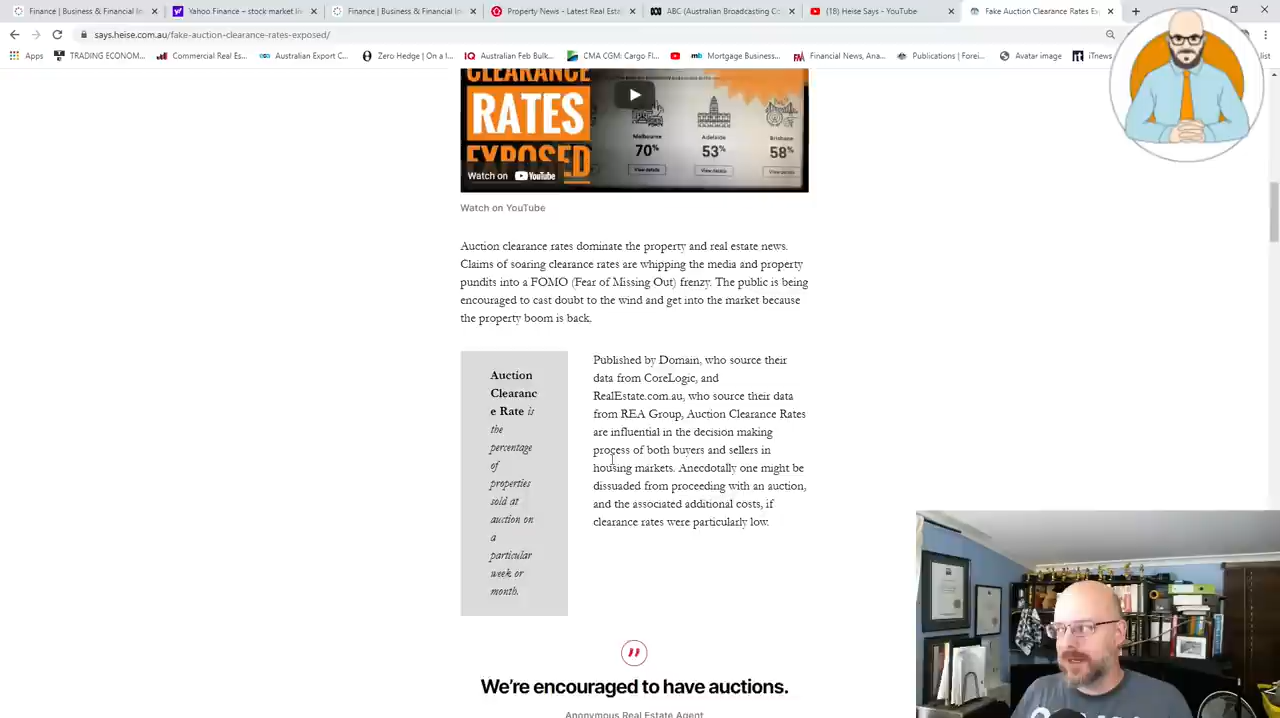 Finance | Business & Financial In
Yahoo Finance – stock market li
Finance | Business & Financial In
Property News - Latest Real Est
ABC (Australian Broadcasting Co
(18) Heise Says - YouTube
Fake Auction Clearance Rates Ex
says.heise.com.au/fake-auction-clearance-rates-exposed/
Apps
TRADING ECONOM...
Commercial Real Es...
Australian Export C...
Zero Hedge | On a l...
Australian Feb Bulk...
CMA CGM: Cargo Fl...
Mortgage Business...
Financial News, Ana...
Publications | Forei...
Avatar image
iTnews
list
CLEARANCE
RATES
EXPOSED
Melbourne
70%
View details
Adelaide
53%
View details
Brisbane
58%
View details
Watch on YouTube
Watch on YouTube
Auction clearance rates dominate the property and real estate news.
Claims of soaring clearance rates are whipping the media and property
pundits into a FOMO (Fear of Missing Out) frenzy. The public is being
encouraged to cast doubt to the wind and get into the market because
the property boom is back.
Auction
Clearanc
e Rate is
the
percentage
of
properties
sold at
auction on
a
particular
week or
month.
Published by Domain, who source their
data from CoreLogic, and
RealEstate.com.au, who source their data
from REA Group, Auction Clearance Rates
are influential in the decision making
process of both buyers and sellers in
housing markets. Anecdotally one might be
dissuaded from proceeding with an auction,
and the associated additional costs, if
clearance rates were particularly low.
We're encouraged to have auctions.
Anonymous Real Estate Agent